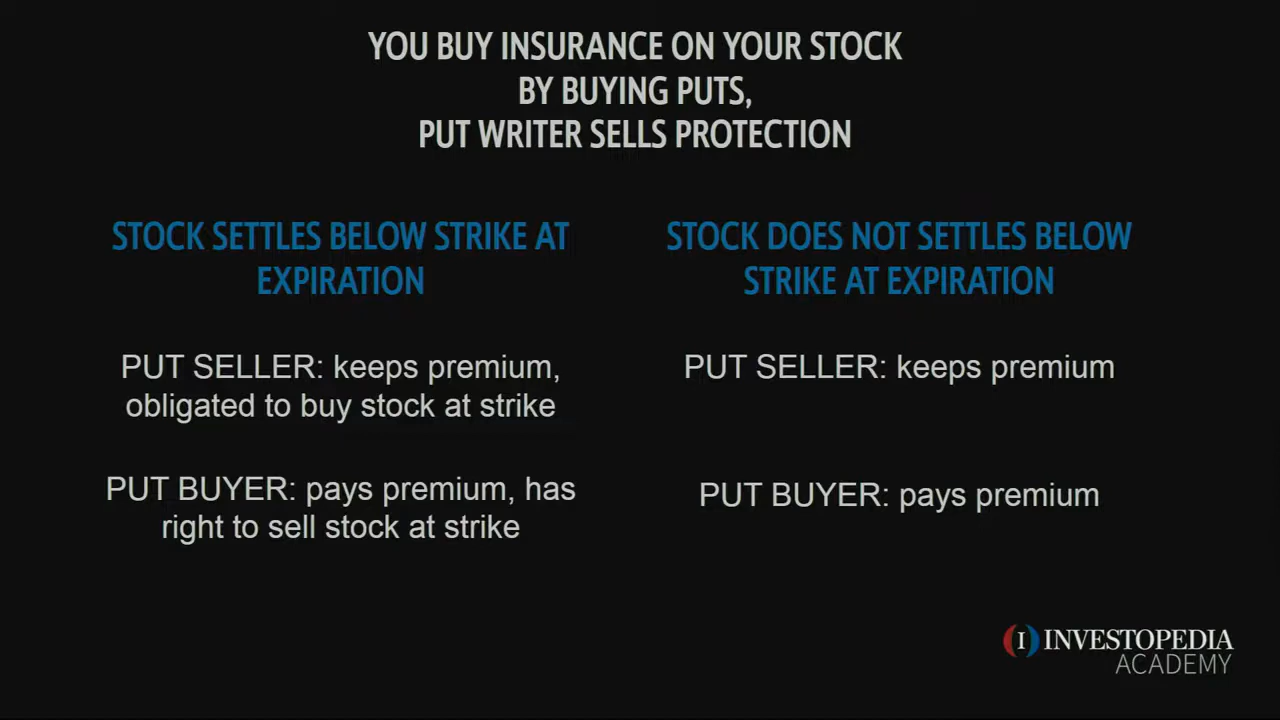 YOU BUY INSURANCE ON YOUR STOCK
BY BUYING PUTS,
PUT WRITER SELLS PROTECTION
STOCK SETTLES BELOW STRIKE AT
EXPIRATION
PUT SELLER: keeps premium,
obligated to buy stock at strike
PUT BUYER: pays premium, has
right to sell stock at strike
STOCK DOES NOT SETTLES BELOW
STRIKE AT EXPIRATION
PUT SELLER: keeps premium
PUT BUYER: pays premium
I INVESTOPEDIA
ACADEMY